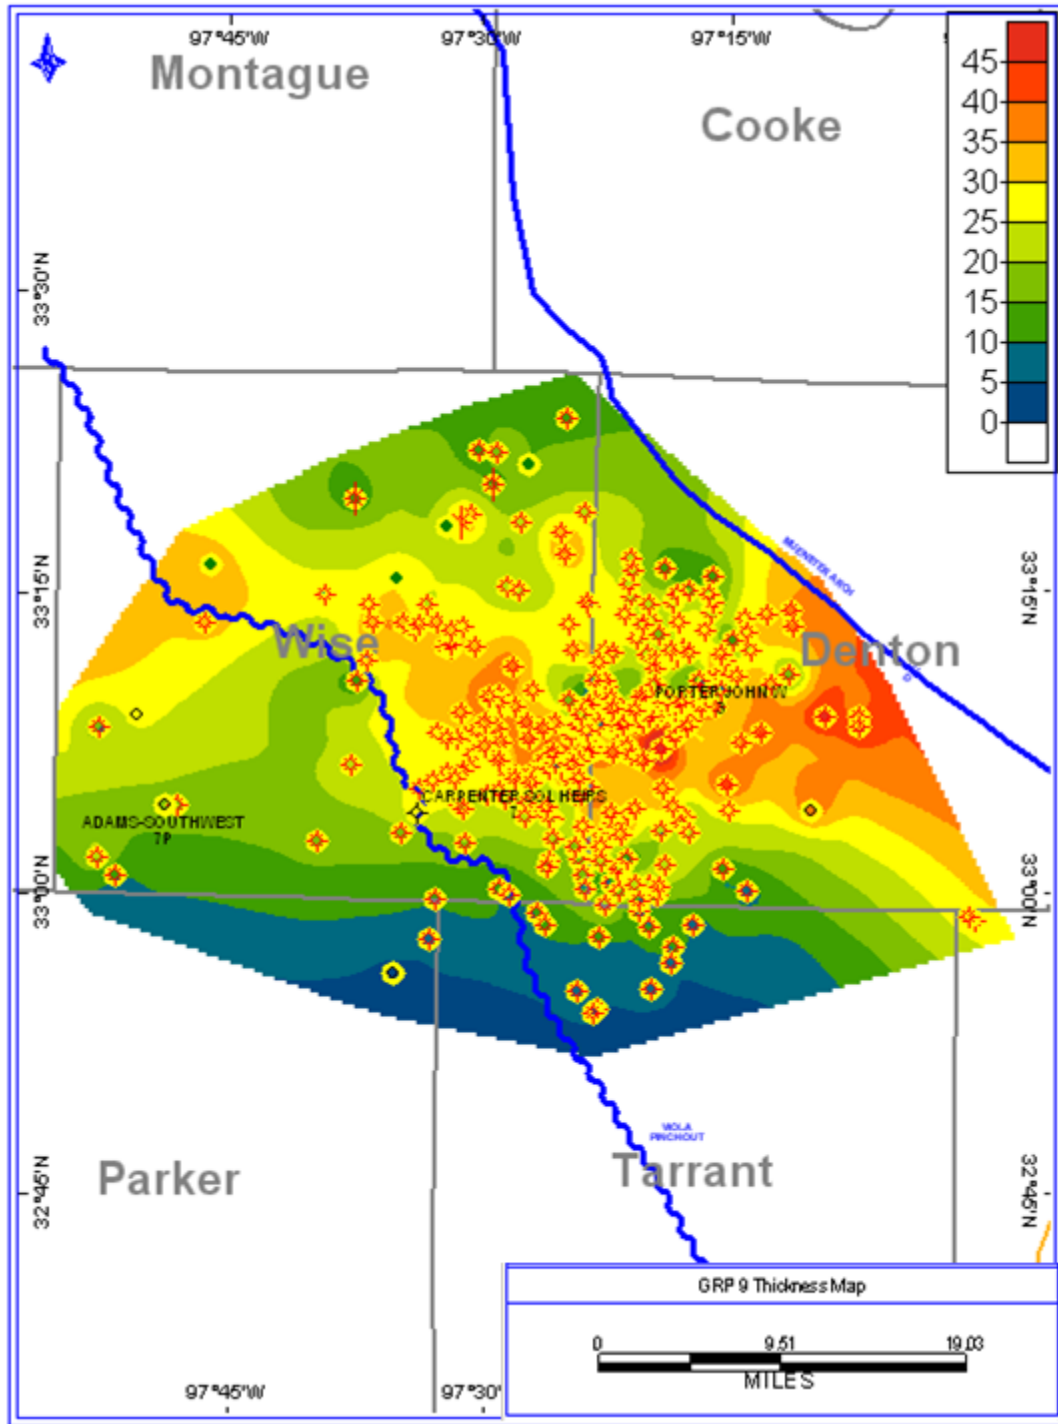 97°45'W
97°30'W
97°15'W
Montague
Cooke
45
40
35
30
25
20
15
10
5
0
33°30'N
33°15'N
33°15'N
Wise
Denton
PORTER JOHN W
3
CARPENTER SOL HEIRS
ADAMS-SOUTHWEST
7P
33°00'N
33°00'N
VIOLA
PINCHOUT
Parker
Tarrant
32°45'N
32°45'N
GRP 9 Thickness Map
0 9.51 19.03
MILES
97°45'W
97°30'